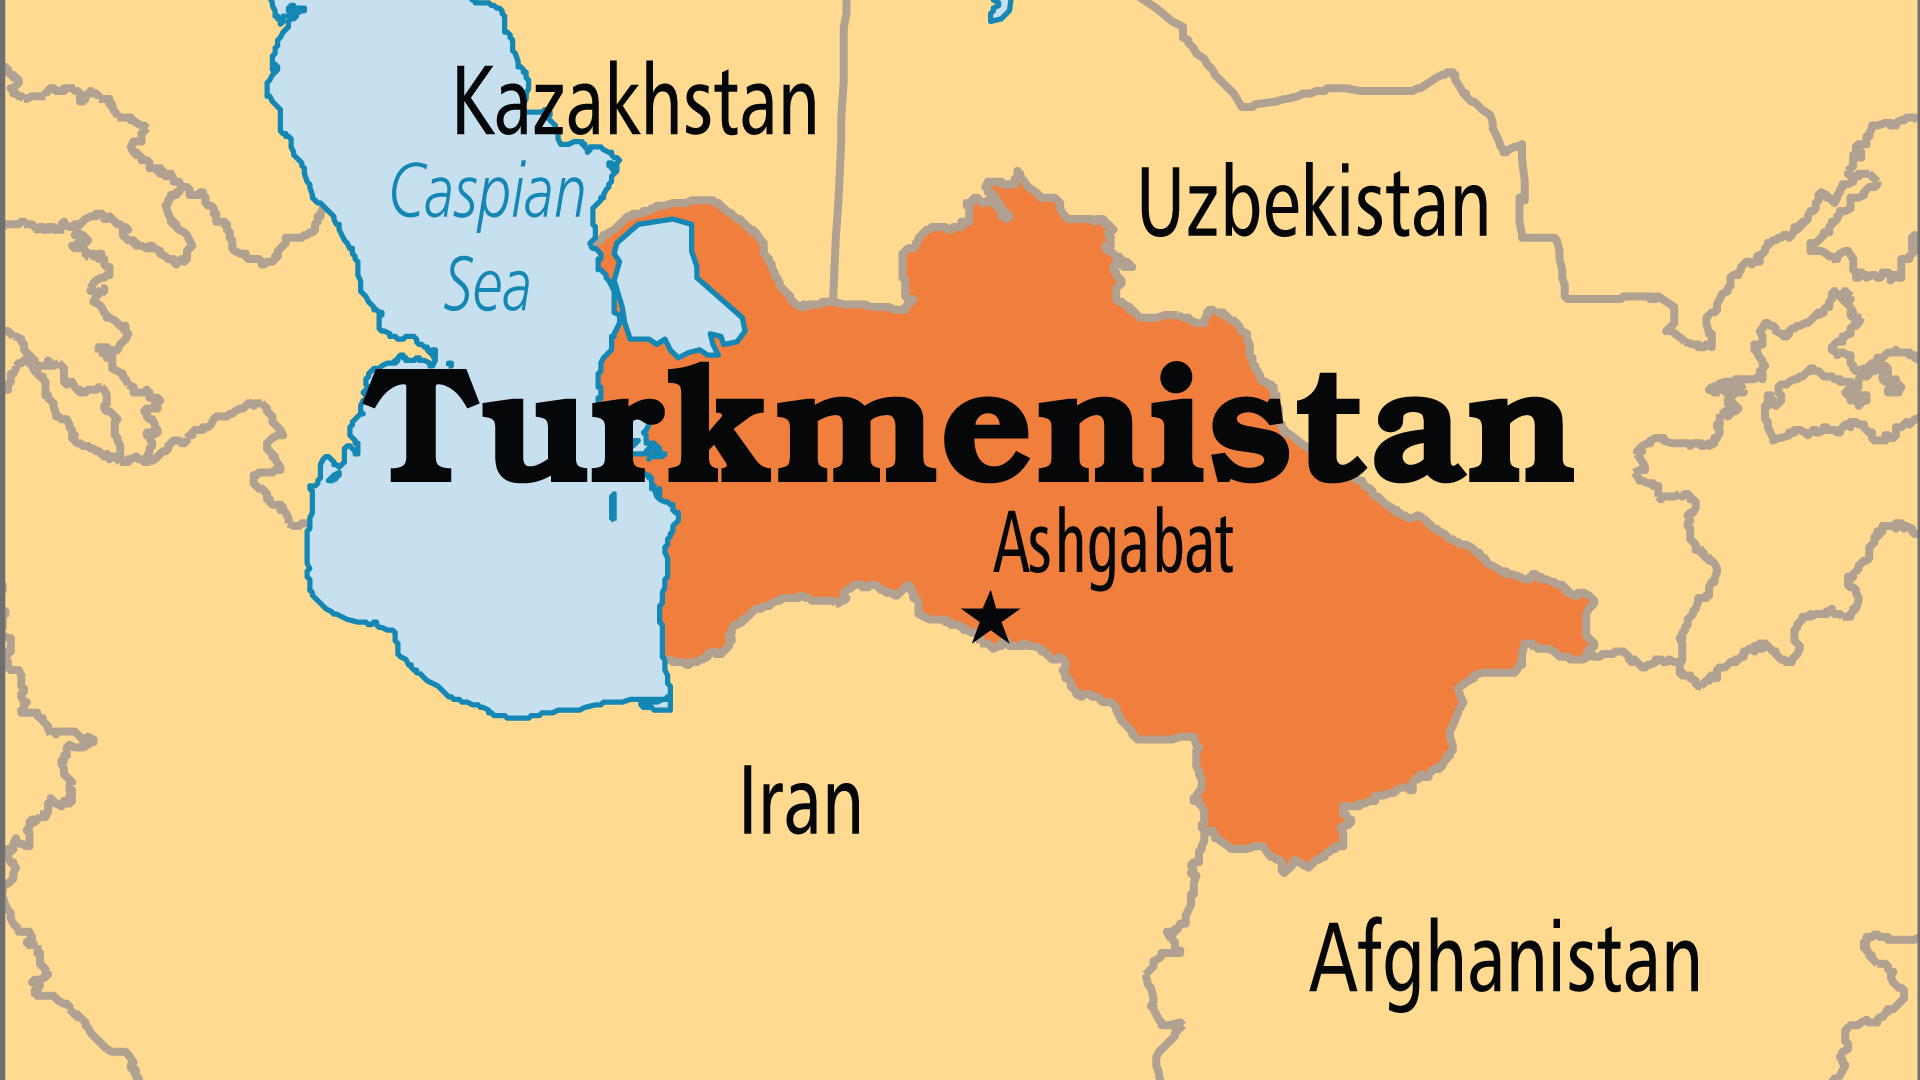 Kazakhstan
Caspian
Sea
Uzbekistan
Turkmenistan
Ashgabat
Iran
Afghanistan